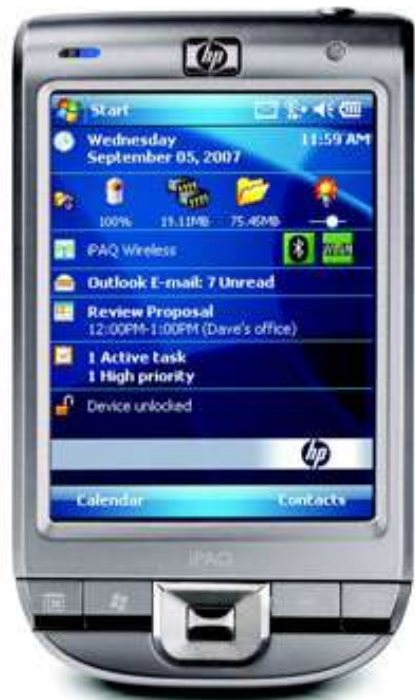 hp
Start
Wednesday 11:59 AM
September 05, 2007
100% 19.11MB 75.45MB
iPAQ Wireless
WLAN
Outlook E-mail: 7 Unread
Review Proposal
12:00PM-1:00PM (Dave's office)
1 Active task
1 High priority
Device unlocked
hp
Calendar Contacts
iPAQ